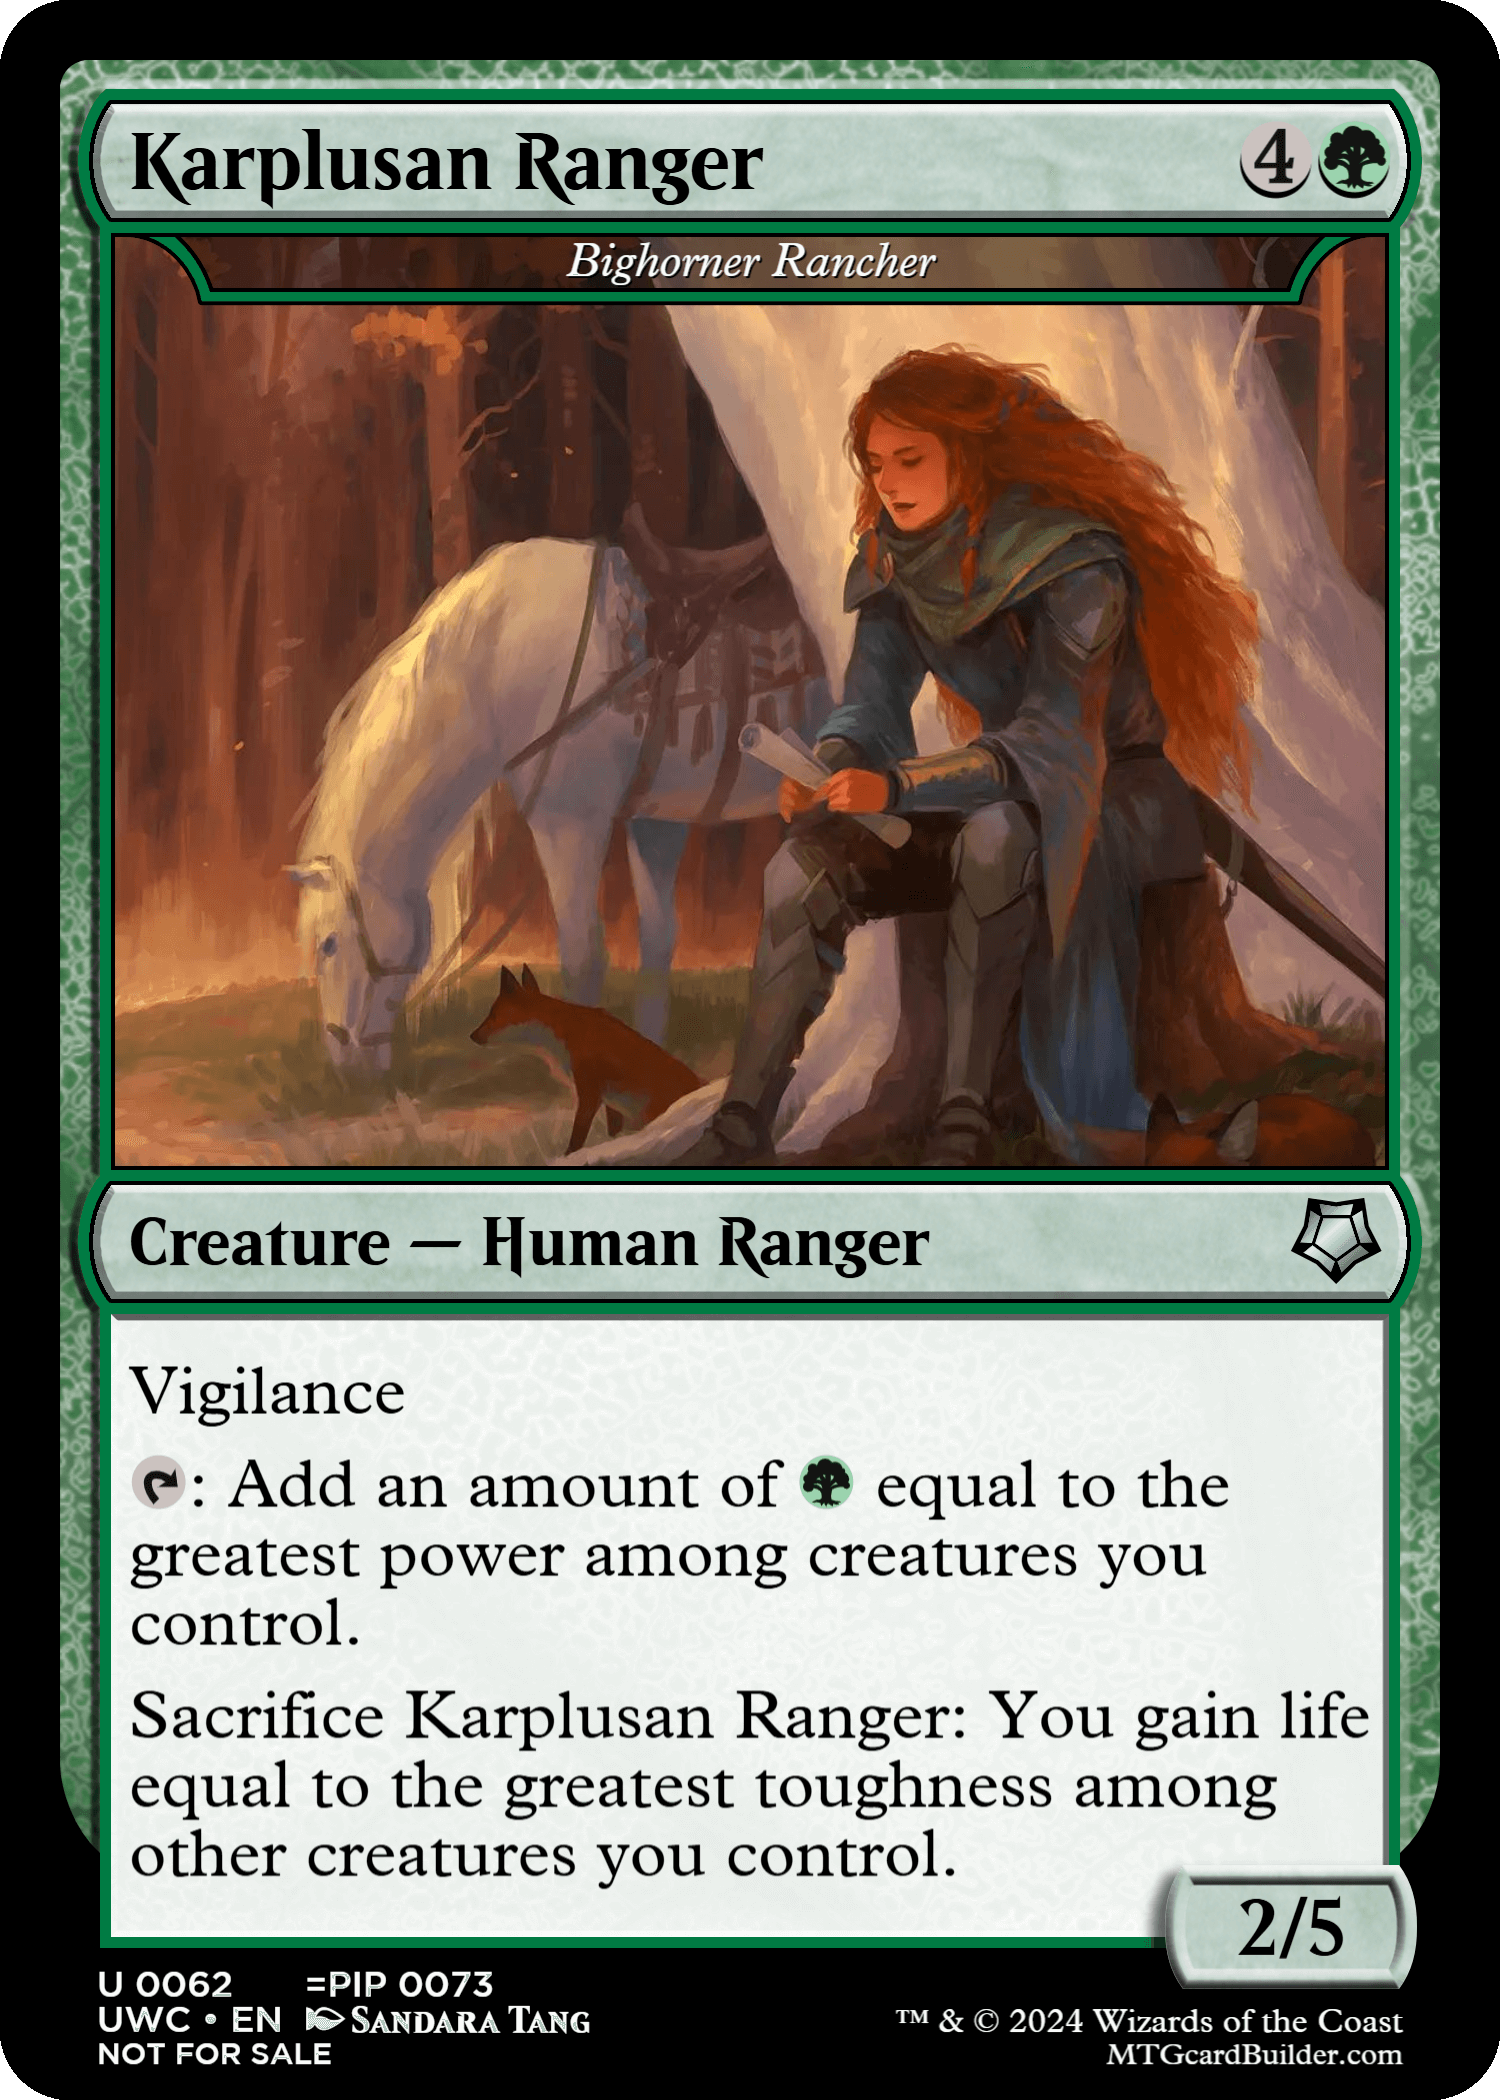 Karplusan Ranger 4
Bighorner Rancher
Creature — Human Ranger
Vigilance
: Add an amount of equal to the
greatest power among creatures you
control.
Sacrifice Karplusan Ranger: You gain life
equal to the greatest toughness among
other creatures you control.
2/5
U 0062 =PIP 0073
UWC • EN SANDARA TANG
NOT FOR SALE
™ & © 2024 Wizards of the Coast
MTGcardBuilder.com